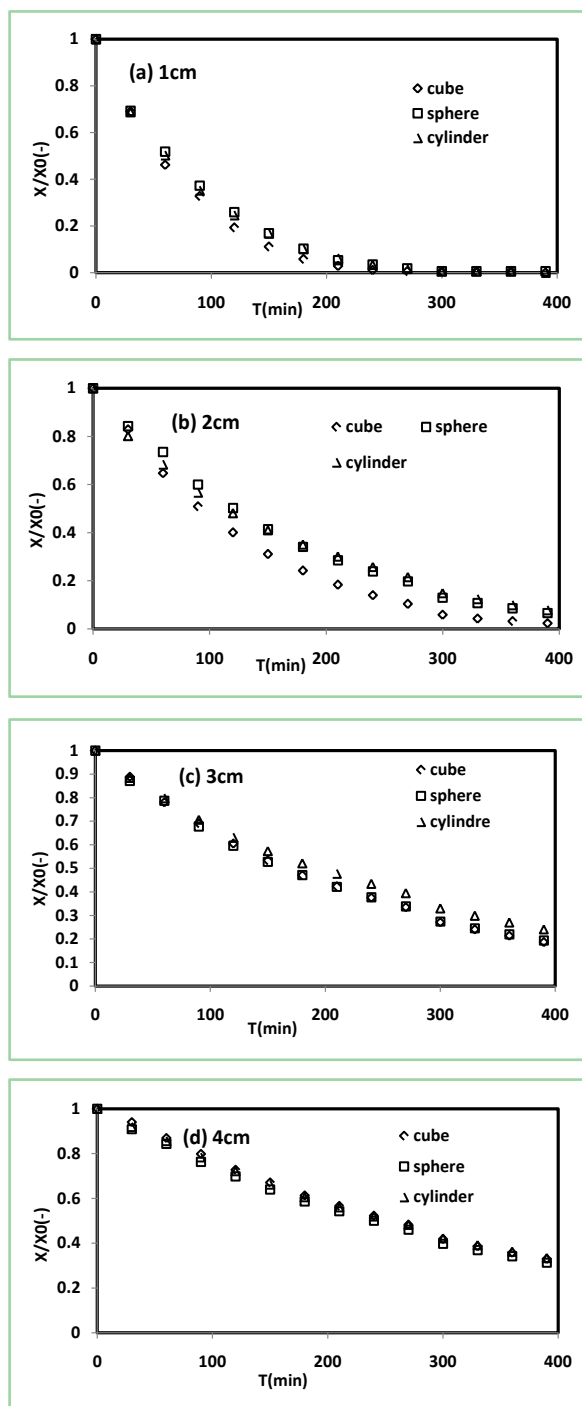 1
(a) 1cm
cube
0.8
sphere
0.6
cylinder
X/X0(-)
0.4
0.2
0
0 100 200 300 400
T(min)
1
(b) 2cm
cube sphere
0.8
cylinder
0.6
X/X0(-)
0.4
0.2
0
0 100 200 300 400
T(min)
1
0.9
(c) 3cm
cube
0.8
sphere
0.7
cylindre
0.6
X/X0(-)
0.5
0.4
0.3
0.2
0.1
0
0 100 200 300 400
T(min)
1
(d) 4cm
cube
0.8
sphere
0.6
cylinder
X/X0(-)
0.4
0.2
0
0 100 200 300 400
T(min)